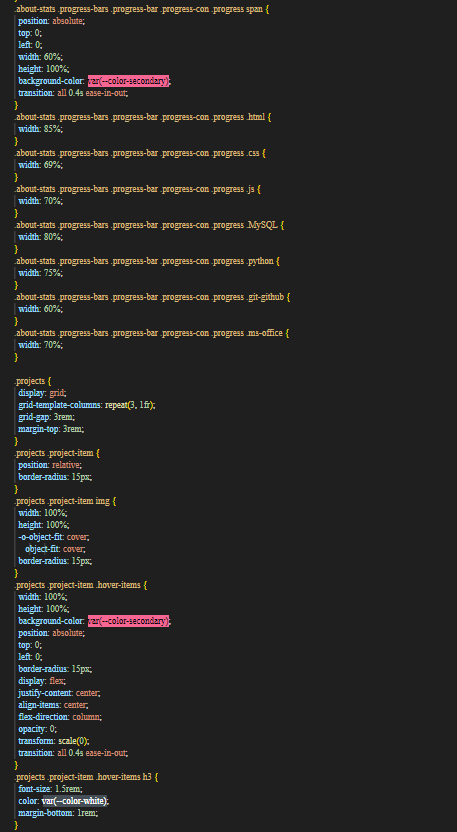 .about-stats .progress-bars .progress-bar .progress-con .progress span {
position: absolute;
top: 0;
left: 0;
width: 60%;
height: 100%;
background-color: var(--color-secondary);
transition: all 0.4s ease-in-out;
}
.about-stats .progress-bars .progress-bar .progress-con .progress .html {
width: 85%;
}
.about-stats .progress-bars .progress-bar .progress-con .progress .css {
width: 69%;
}
.about-stats .progress-bars .progress-bar .progress-con .progress .js {
width: 70%;
}
.about-stats .progress-bars .progress-bar .progress-con .progress .MySQL {
width: 80%;
}
.about-stats .progress-bars .progress-bar .progress-con .progress .python {
width: 75%;
}
.about-stats .progress-bars .progress-bar .progress-con .progress .git-github {
width: 60%;
}
.about-stats .progress-bars .progress-bar .progress-con .progress .ms-office {
width: 70%;
}
.projects {
display: grid;
grid-template-columns: repeat(3, 1fr);
grid-gap: 3rem;
margin-top: 3rem;
}
.projects .project-item {
position: relative;
border-radius: 15px;
}
.projects .project-item img {
width: 100%;
height: 100%;
-o-object-fit: cover;
object-fit: cover;
border-radius: 15px;
}
.projects .project-item .hover-items {
width: 100%;
height: 100%;
background-color: var(--color-secondary);
position: absolute;
top: 0;
left: 0;
border-radius: 15px;
display: flex;
justify-content: center;
align-items: center;
flex-direction: column;
opacity: 0;
transform: scale(0);
transition: all 0.4s ease-in-out;
}
.projects .project-item .hover-items h3 {
font-size: 1.5rem;
color: var(--color-white);
margin-bottom: 1rem;
}